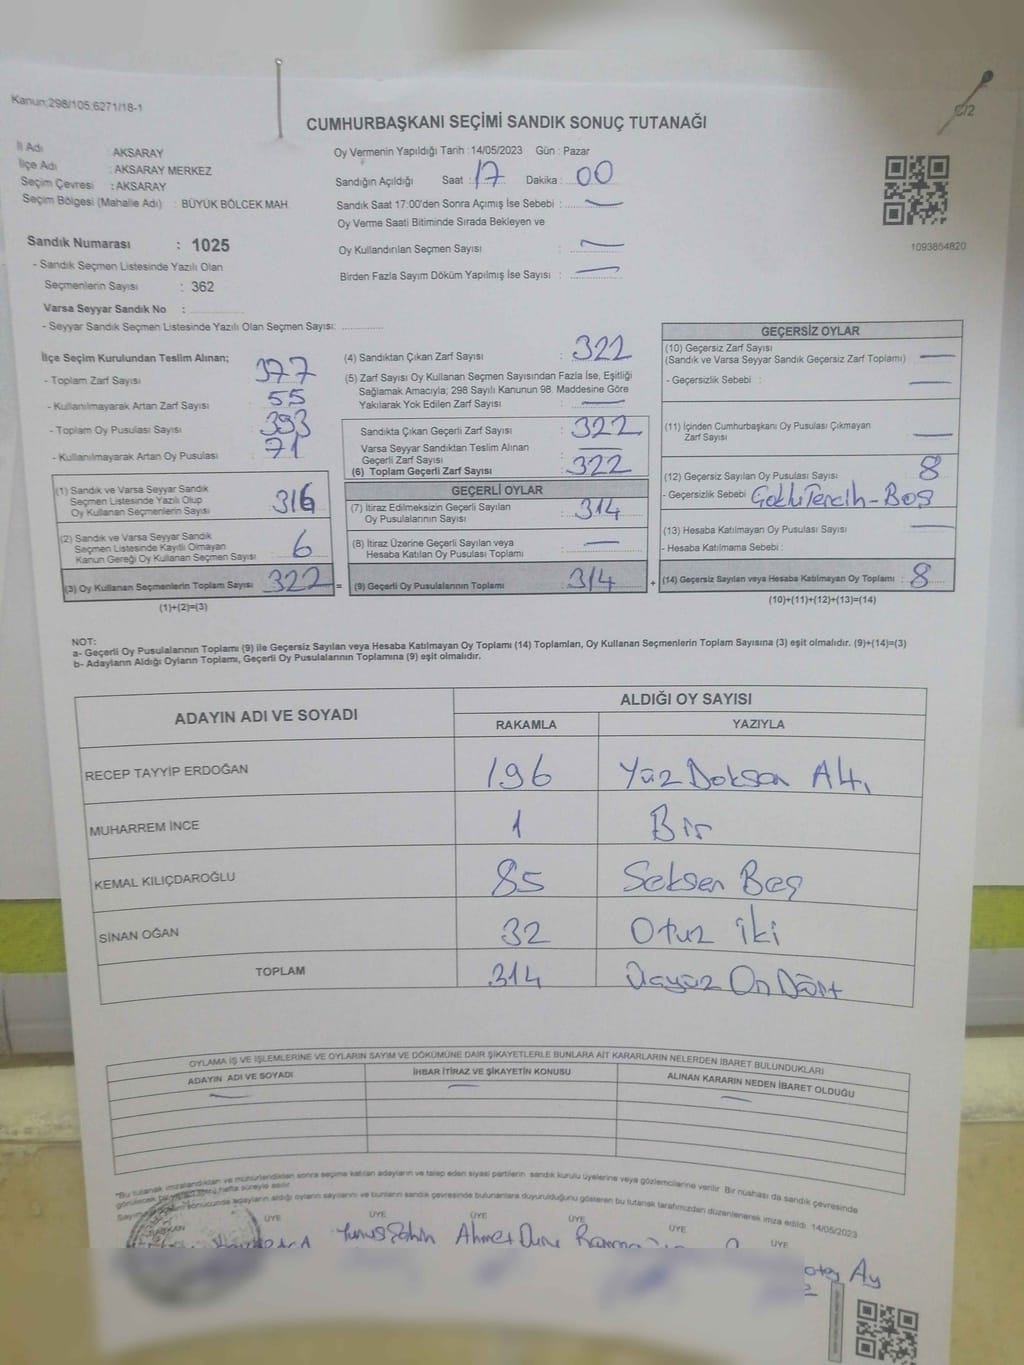 Kanun:298/105,6271/18-1
C/2
CUMHURBAŞKANI SEÇİMİ SANDIK SONUÇ TUTANAĞI
İl Adı : AKSARAY
İlçe Adı : AKSARAY MERKEZ
Seçim Çevresi : AKSARAY
Seçim Bölgesi (Mahalle Adı) : BÜYÜK BÖLCEK MAH.
Sandık Numarası : 1025
- Sandık Seçmen Listesinde Yazılı Olan
Seçmenlerin Sayısı : 362
Varsa Seyyar Sandık No :
- Seyyar Sandık Seçmen Listesinde Yazılı Olan Seçmen Sayısı:
Oy Vermenin Yapıldığı Tarih : 14/05/2023 Gün : Pazar
Sandığın Açıldığı Saat : 17 Dakika : 00
Sandık Saat 17:00'den Sonra Açımış İse Sebebi : —
Oy Verme Saati Bitiminde Sırada Bekleyen ve
Oy Kullandırılan Seçmen Sayısı : —
Birden Fazla Sayım Döküm Yapılmış İse Sayısı : —
1093854820
İlçe Seçim Kurulundan Teslim Alınan;
- Toplam Zarf Sayısı : 377
- Kullanılmayarak Artan Zarf Sayısı : 55
- Toplam Oy Pusulası Sayısı : 393
- Kullanılmayarak Artan Oy Pusulası : 71
(1) Sandık ve Varsa Seyyar Sandık
Seçmen Listesinde Yazılı Olup
Oy Kullanan Seçmenlerin Sayısı : 316
(2) Sandık ve Varsa Seyyar Sandık
Seçmen Listesinde Kayıtlı Olmayan
Kanun Gereği Oy Kullanan Seçmen Sayısı : 6
(3) Oy Kullanan Seçmenlerin Toplam Sayısı : 322 =
(1)+(2)=(3)
(4) Sandıktan Çıkan Zarf Sayısı : 322
(5) Zarf Sayısı Oy Kullanan Seçmen Sayısından Fazla İse, Eşitliği
Sağlamak Amacıyla; 298 Sayılı Kanunun 98. Maddesine Göre
Yakılarak Yok Edilen Zarf Sayısı : —
Sandıkta Çıkan Geçerli Zarf Sayısı : 322
Varsa Seyyar Sandıktan Teslim Alınan
Geçerli Zarf Sayısı : —
(6) Toplam Geçerli Zarf Sayısı : 322
GEÇERLİ OYLAR
(7) İtiraz Edilmeksizin Geçerli Sayılan
Oy Pusulalarının Sayısı : 314
(8) İtiraz Üzerine Geçerli Sayılan veya
Hesaba Katılan Oy Pusulası Toplamı : —
(9) Geçerli Oy Pusulalarının Toplamı : 314 +
GEÇERSİZ OYLAR
(10) Geçersiz Zarf Sayısı
(Sandık ve Varsa Seyyar Sandık Geçersiz Zarf Toplamı) : —
- Geçersizlik Sebebi : —
(11) İçinden Cumhurbaşkanı Oy Pusulası Çıkmayan
Zarf Sayısı : —
(12) Geçersiz Sayılan Oy Pusulası Sayısı : 8
- Geçersizlik Sebebi : Çoklu Tercih - Boş
(13) Hesaba Katılmayan Oy Pusulası Sayısı : —
- Hesaba Katılmama Sebebi :
(14) Geçersiz Sayılan veya Hesaba Katılmayan Oy Toplamı : 8
(10)+(11)+(12)+(13)=(14)
NOT:
a- Geçerli Oy Pusulalarının Toplamı (9) ile Geçersiz Sayılan veya Hesaba Katılmayan Oy Toplamı (14) Toplamları, Oy Kullanan Seçmenlerin Toplam Sayısına (3) eşit olmalıdır. (9)+(14)=(3)
b- Adayların Aldığı Oyların Toplamı, Geçerli Oy Pusulalarının Toplamına (9) eşit olmalıdır.
ADAYIN ADI VE SOYADI ALDIĞI OY SAYISI
RAKAMLA YAZIYLA
RECEP TAYYİP ERDOĞAN 196 Yüz Doksan Altı
MUHARREM İNCE 1 Bir
KEMAL KILIÇDAROĞLU 85 Seksen Beş
SİNAN OĞAN 32 Otuz iki
TOPLAM 314 Üçyüz On Dört
OYLAMA İŞ VE İŞLEMLERİNE VE OYLARIN SAYIM VE DÖKÜMÜNE DAİR ŞİKAYETLERLE BUNLARA AİT KARARLARIN NELERDEN İBARET BULUNDUKLARI
ADAYIN ADI VE SOYADI İHBAR İTİRAZ VE ŞİKAYETİN KONUSU ALINAN KARARIN NEDEN İBARET OLDUĞU
— — —
*Bu tutanak imzalandıktan ve mühürlendikten sonra seçime katılan adayların ve talep eden siyasi partilerin sandık kurulu üyelerine veya gözlemcilerine verilir. Bir nüshası da sandık çevresinde
görülecek bir yere bir hafta süreyle asılır.
Sayım sonucunda adayların aldığı oyların sayılarını ve bunların sandık çevresinde bulunanlara duyurulduğunu gösteren bu tutanak tarafımızdan düzenlenerek imza edildi. 14/05/2023
BAŞKAN ÜYE ÜYE ÜYE ÜYE ÜYE ÜYE
Yunus Şahin Ahmet
Ay